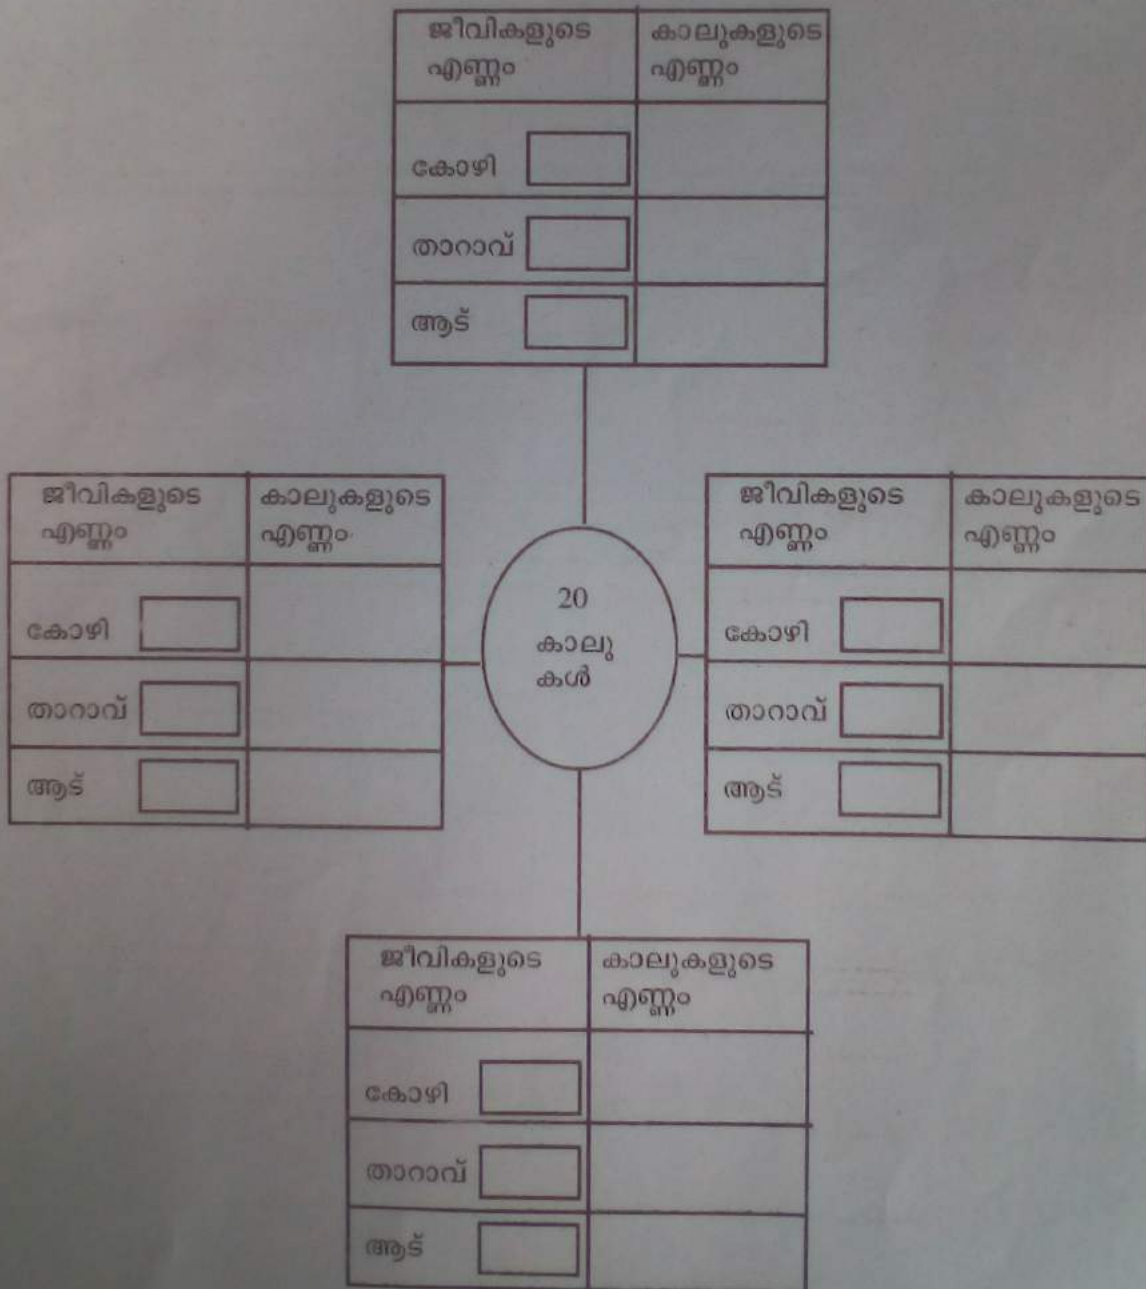 ജീവികളുടെ
എണ്ണം
കാലുകളുടെ
എണ്ണം
കോഴി
താറാവ്
ആട്
ജീവികളുടെ
എണ്ണം
കാലുകളുടെ
എണ്ണം
കോഴി
താറാവ്
ആട്
20
കാലു
കൾ
ജീവികളുടെ
എണ്ണം
കാലുകളുടെ
എണ്ണം
കോഴി
താറാവ്
ആട്
ജീവികളുടെ
എണ്ണം
കാലുകളുടെ
എണ്ണം
കോഴി
താറാവ്
ആട്